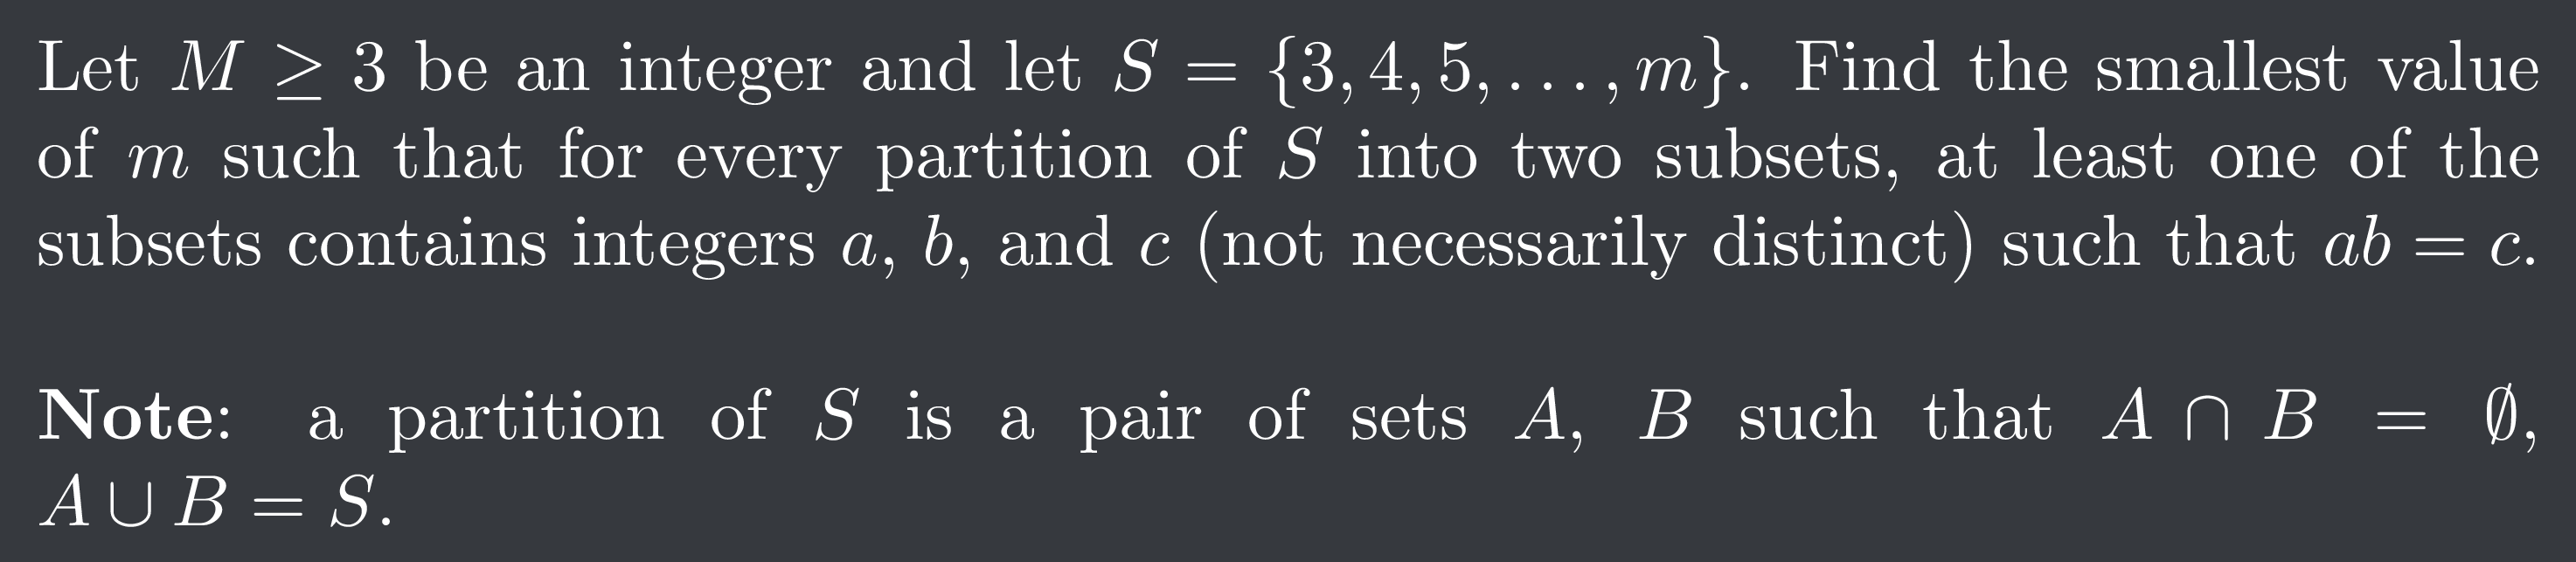 Let M ≥ 3 be an integer and let S = {3, 4, 5, . . . , m}. Find the smallest value
of m such that for every partition of S into two subsets, at least one of the
subsets contains integers a, b, and c (not necessarily distinct) such that ab = c.
Note: a partition of S is a pair of sets A, B such that A ∩ B = ∅,
A ∪ B = S.